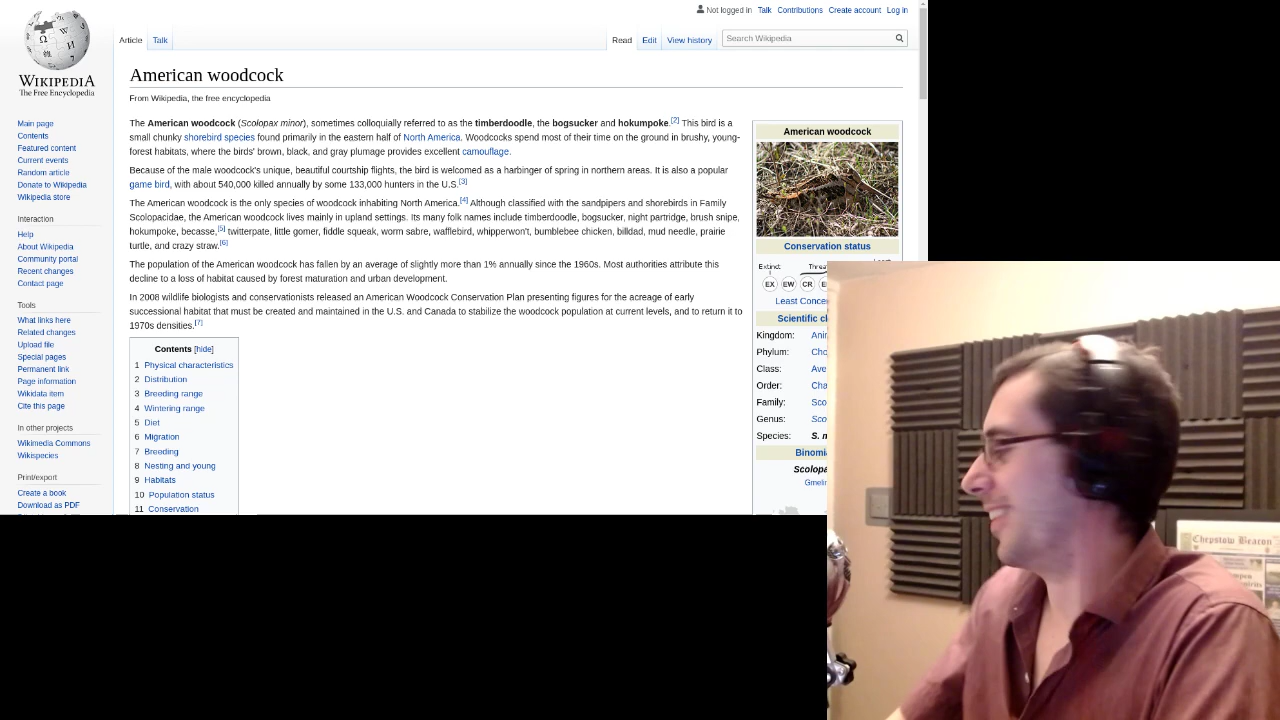 Not logged in Talk Contributions Create account Log in
Article Talk
Read Edit View history Search Wikipedia
WIKIPEDIA
The Free Encyclopedia
Main page
Contents
Featured content
Current events
Random article
Donate to Wikipedia
Wikipedia store
Interaction
Help
About Wikipedia
Community portal
Recent changes
Contact page
Tools
What links here
Related changes
Upload file
Special pages
Permanent link
Page information
Wikidata item
Cite this page
In other projects
Wikimedia Commons
Wikispecies
Print/export
Create a book
Download as PDF
American woodcock
From Wikipedia, the free encyclopedia
The American woodcock (Scolopax minor), sometimes colloquially referred to as the timberdoodle, the bogsucker and hokumpoke.[2] This bird is a
small chunky shorebird species found primarily in the eastern half of North America. Woodcocks spend most of their time on the ground in brushy, young-
forest habitats, where the birds' brown, black, and gray plumage provides excellent camouflage.
Because of the male woodcock's unique, beautiful courtship flights, the bird is welcomed as a harbinger of spring in northern areas. It is also a popular
game bird, with about 540,000 killed annually by some 133,000 hunters in the U.S.[3]
The American woodcock is the only species of woodcock inhabiting North America.[4] Although classified with the sandpipers and shorebirds in Family
Scolopacidae, the American woodcock lives mainly in upland settings. Its many folk names include timberdoodle, bogsucker, night partridge, brush snipe,
hokumpoke, becasse,[5] twitterpate, little gomer, fiddle squeak, worm sabre, wafflebird, whipperwon't, bumblebee chicken, billdad, mud needle, prairie
turtle, and crazy straw.[6]
The population of the American woodcock has fallen by an average of slightly more than 1% annually since the 1960s. Most authorities attribute this
decline to a loss of habitat caused by forest maturation and urban development.
In 2008 wildlife biologists and conservationists released an American Woodcock Conservation Plan presenting figures for the acreage of early
successional habitat that must be created and maintained in the U.S. and Canada to stabilize the woodcock population at current levels, and to return it to
1970s densities.[7]
Contents [hide]
1 Physical characteristics
2 Distribution
3 Breeding range
4 Wintering range
5 Diet
6 Migration
7 Breeding
8 Nesting and young
9 Habitats
10 Population status
11 Conservation
American woodcock
Conservation status
Extinct Threa
EX EW CR E
Least Concer
Scientific cl
Kingdom: Ani
Phylum: Cho
Class: Ave
Order: Cha
Family: Sco
Genus: Sco
Species: S. m
Binomi
Scolopa
Gmelin
Chepstow Beacon